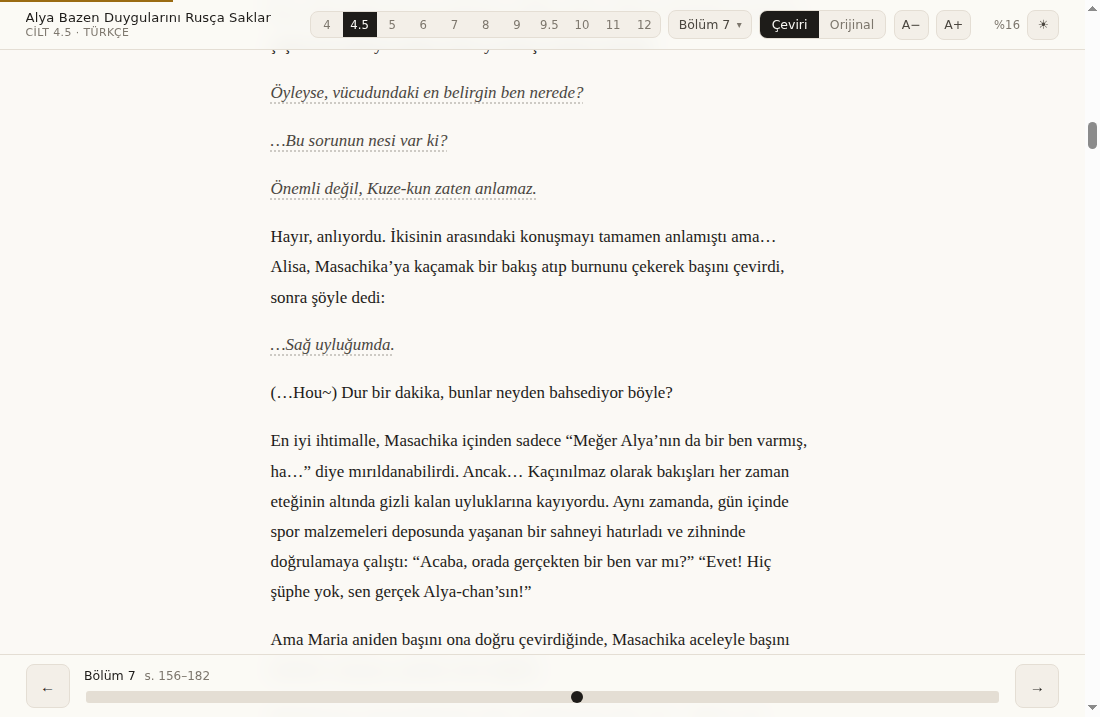 Alya Bazen Duygularını Rusça Saklar
CİLT 4.5 · TÜRKÇE
4 4.5 5 6 7 8 9 9.5 10 11 12
Bölüm 7 ▾
Çeviri Orijinal
A− A+
%16 ☀
Öyleyse, vücudundaki en belirgin ben nerede?
…Bu sorunun nesi var ki?
Önemli değil, Kuze-kun zaten anlamaz.
Hayır, anlıyordu. İkisinin arasındaki konuşmayı tamamen anlamıştı ama…
Alisa, Masachika’ya kaçamak bir bakış atıp burnunu çekerek başını çevirdi,
sonra şöyle dedi:
…Sağ uyluğumda.
(…Hou~) Dur bir dakika, bunlar neyden bahsediyor böyle?
En iyi ihtimalle, Masachika içinden sadece “Meğer Alya’nın da bir ben varmış,
ha…” diye mırıldanabilirdi. Ancak… Kaçınılmaz olarak bakışları her zaman
eteğinin altında gizli kalan uyluklarına kayıyordu. Aynı zamanda, gün içinde
spor malzemeleri deposunda yaşanan bir sahneyi hatırladı ve zihninde
doğrulamaya çalıştı: “Acaba, orada gerçekten bir ben var mı?” “Evet! Hiç
şüphe yok, sen gerçek Alya-chan’sın!”
Ama Maria aniden başını ona doğru çevirdiğinde, Masachika aceleyle başını
← Bölüm 7 s. 156–182 →